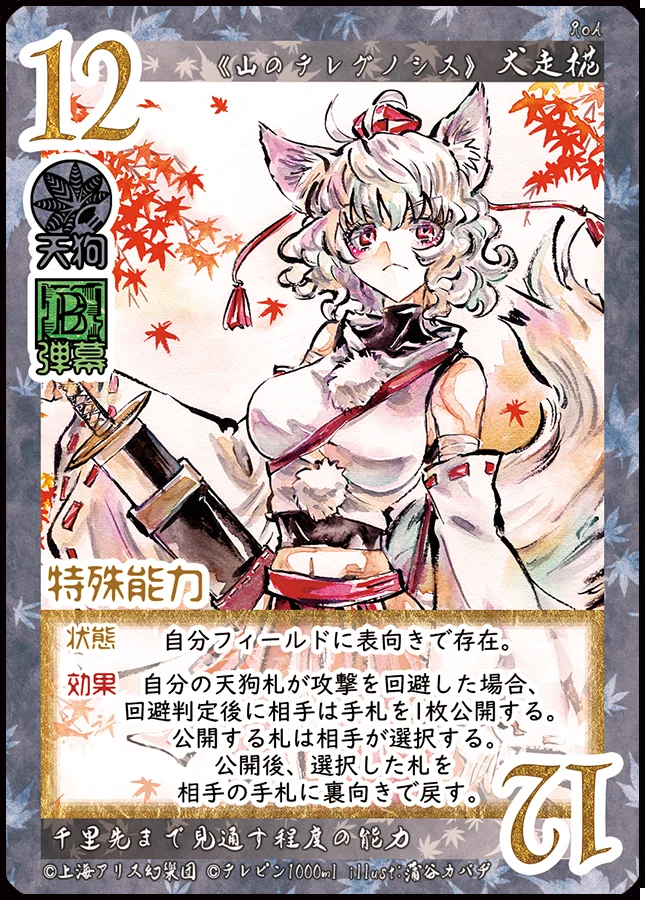 RoA
12
《山のテレグノシス》 犬走椛
天狗
B
弾幕
特殊能力
状態 自分フィールドに表向きで存在。
効果 自分の天狗札が攻撃を回避した場合、
回避判定後に相手は手札を1枚公開する。
公開する札は相手が選択する。
公開後、選択した札を
相手の手札に裏向きで戻す。
12
千里先まで見通す程度の能力
©上海アリス幻樂団 ©テレピン1000ml illust:蒲谷カバヂ